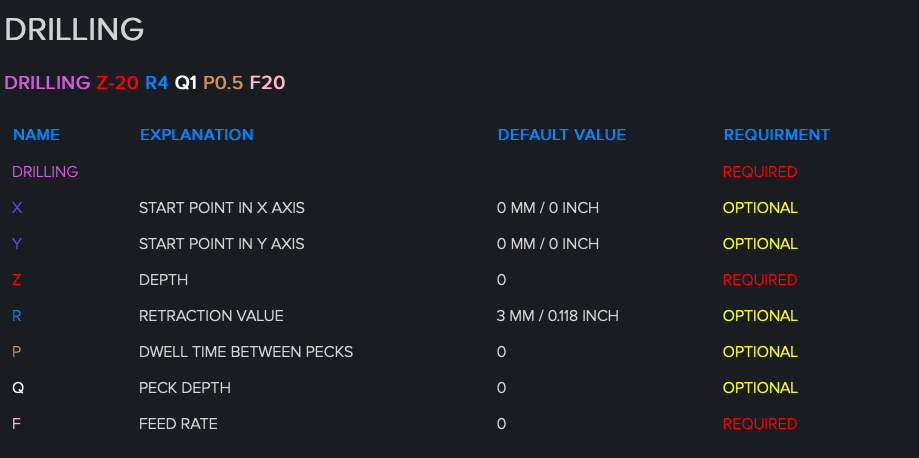 DRILLING
DRILLING Z-20 R4 Q1 P0.5 F20
NAME EXPLANATION DEFAULT VALUE REQUIRMENT
DRILLING REQUIRED
X START POINT IN X AXIS 0 MM / 0 INCH OPTIONAL
Y START POINT IN Y AXIS 0 MM / 0 INCH OPTIONAL
Z DEPTH 0 REQUIRED
R RETRACTION VALUE 3 MM / 0.118 INCH OPTIONAL
P DWELL TIME BETWEEN PECKS 0 OPTIONAL
Q PECK DEPTH 0 OPTIONAL
F FEED RATE 0 REQUIRED